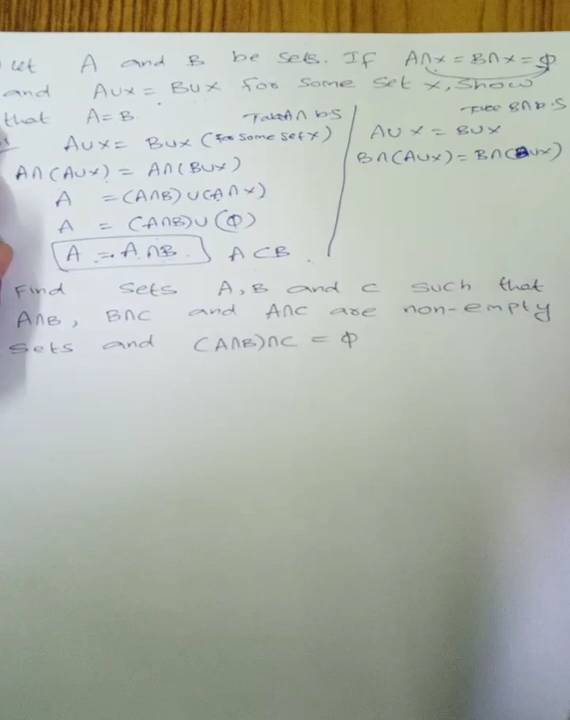 Let A and B be sets. If A∩x = B∩x = ϕ
and A∪x = B∪x for some set x, show
that A=B.
Take A∩ b.S
A∪x = B∪x (for some set x)
A∩(A∪x) = A∩(B∪x)
A = (A∩B)∪(A∩x)
A = (A∩B)∪(ϕ)
A = A∩B. A⊂B.
Take B∩ b.S
A∪x = B∪x
B∩(A∪x) = B∩(B∪x)
Find sets A,B and C such that
A∩B, B∩C and A∩C are non-empty
sets and (A∩B)∩C = ϕ